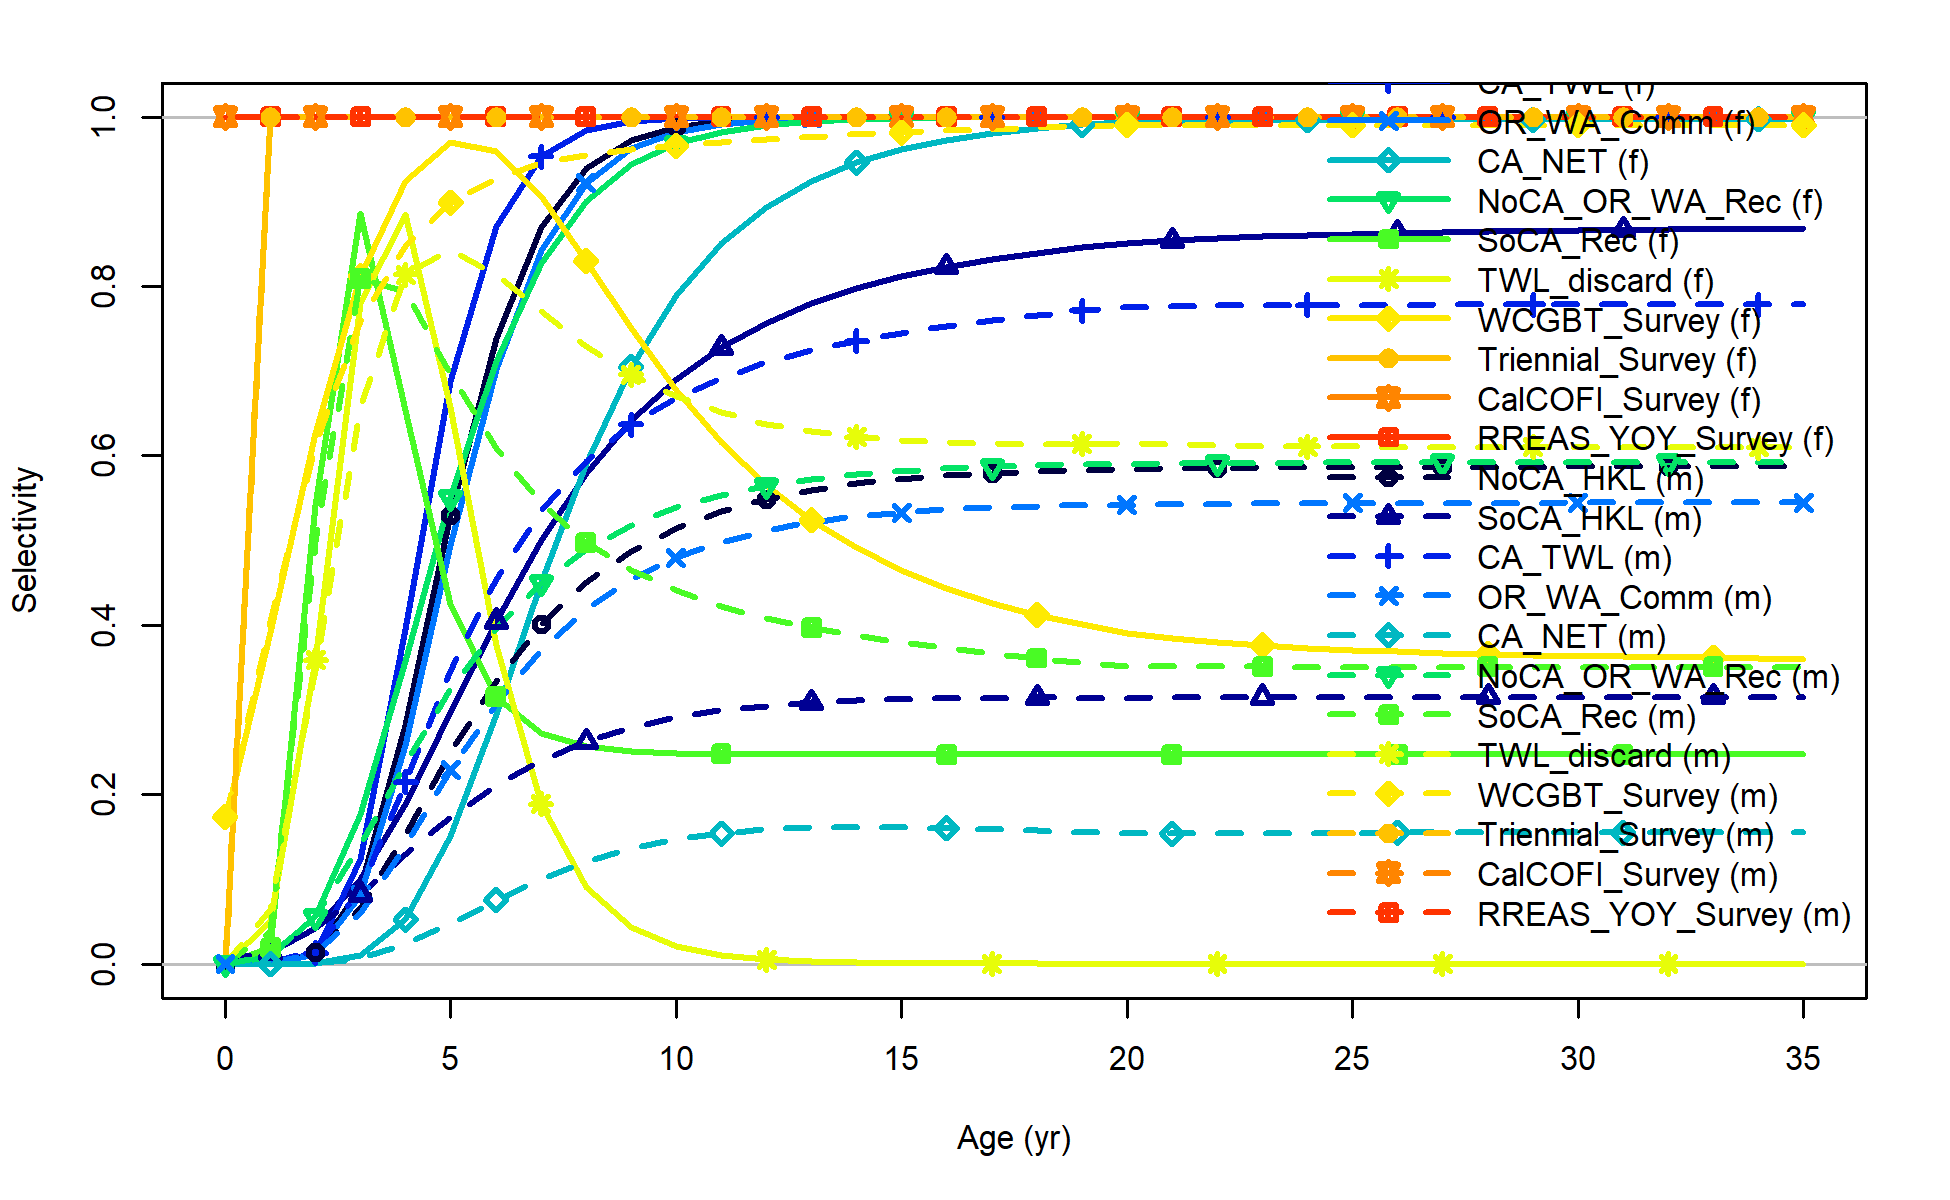 CA_TWL (f)
OR_WA_Comm (f)
CA_NET (f)
NoCA_OR_WA_Rec (f)
SoCA_Rec (f)
TWL_discard (f)
WCGBT_Survey (f)
Triennial_Survey (f)
CalCOFI_Survey (f)
RREAS_YOY_Survey (f)
NoCA_HKL (m)
SoCA_HKL (m)
CA_TWL (m)
OR_WA_Comm (m)
CA_NET (m)
NoCA_OR_WA_Rec (m)
SoCA_Rec (m)
TWL_discard (m)
WCGBT_Survey (m)
Triennial_Survey (m)
CalCOFI_Survey (m)
RREAS_YOY_Survey (m)
Selectivity
1.0
0.8
0.6
0.4
0.2
0.0
0 5 10 15 20 25 30 35
Age (yr)